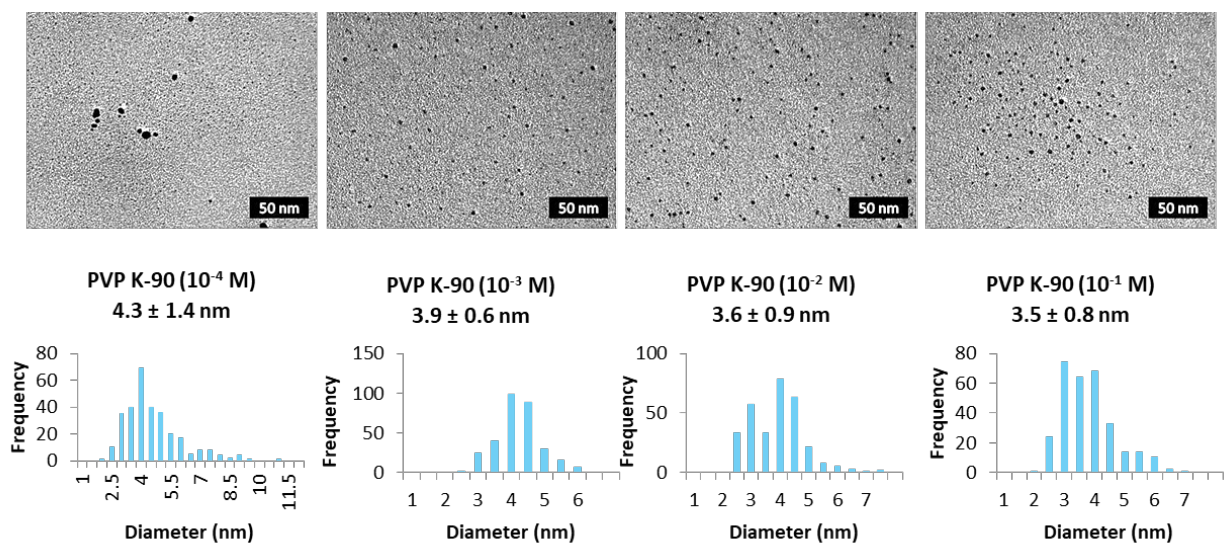 50 nm 50 nm 50 nm 50 nm
PVP K-90 (10⁻⁴ M)
4.3 ± 1.4 nm
PVP K-90 (10⁻³ M)
3.9 ± 0.6 nm
PVP K-90 (10⁻² M)
3.6 ± 0.9 nm
PVP K-90 (10⁻¹ M)
3.5 ± 0.8 nm
Frequency
80
60
40
20
0
1 2.5 4 5.5 7 8.5 10 11.5
Diameter (nm)
Frequency
150
100
50
0
1 2 3 4 5 6
Diameter (nm)
Frequency
100
50
0
1 2 3 4 5 6 7
Diameter (nm)
Frequency
80
60
40
20
0
1 2 3 4 5 6 7
Diameter (nm)